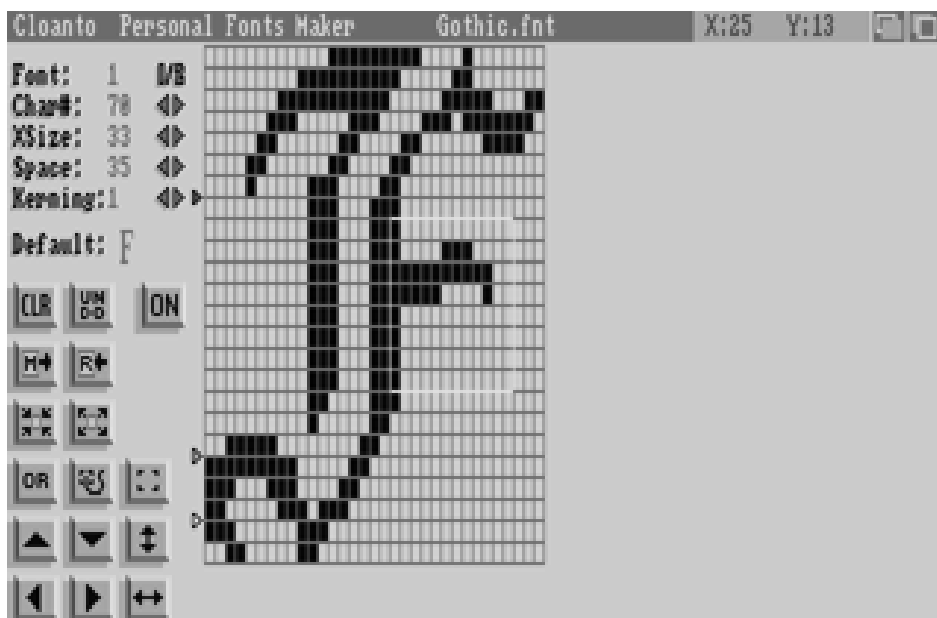 Cloanto Personal Fonts Maker Gothic.fnt X:25 Y:13
Font: 1 D/B
Char#: 70
XSize: 33
Space: 35
Kerning:1
Default: F
CLR UNDO ON
M R
OR